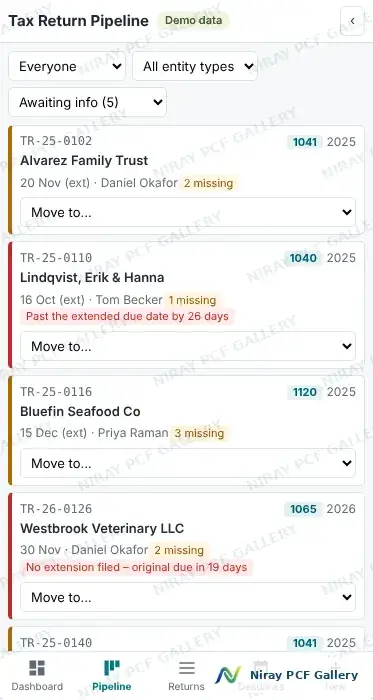 Tax Return Pipeline Demo data ‹
Everyone All entity types
Awaiting info (5)
TR-25-0102 1041 2025
Alvarez Family Trust
20 Nov (ext) · Daniel Okafor 2 missing
Move to...
TR-25-0110 1040 2025
Lindqvist, Erik & Hanna
16 Oct (ext) · Tom Becker 1 missing
Past the extended due date by 26 days
Move to...
TR-25-0116 1120 2025
Bluefin Seafood Co
15 Dec (ext) · Priya Raman 3 missing
Move to...
TR-26-0126 1065 2026
Westbrook Veterinary LLC
30 Nov · Daniel Okafor 2 missing
No extension filed – original due in 19 days
Move to...
TR-25-0140 1041 2025
Dashboard Pipeline Returns Deadlines New
Niray PCF Gallery
NIRAY PCF GALLERY